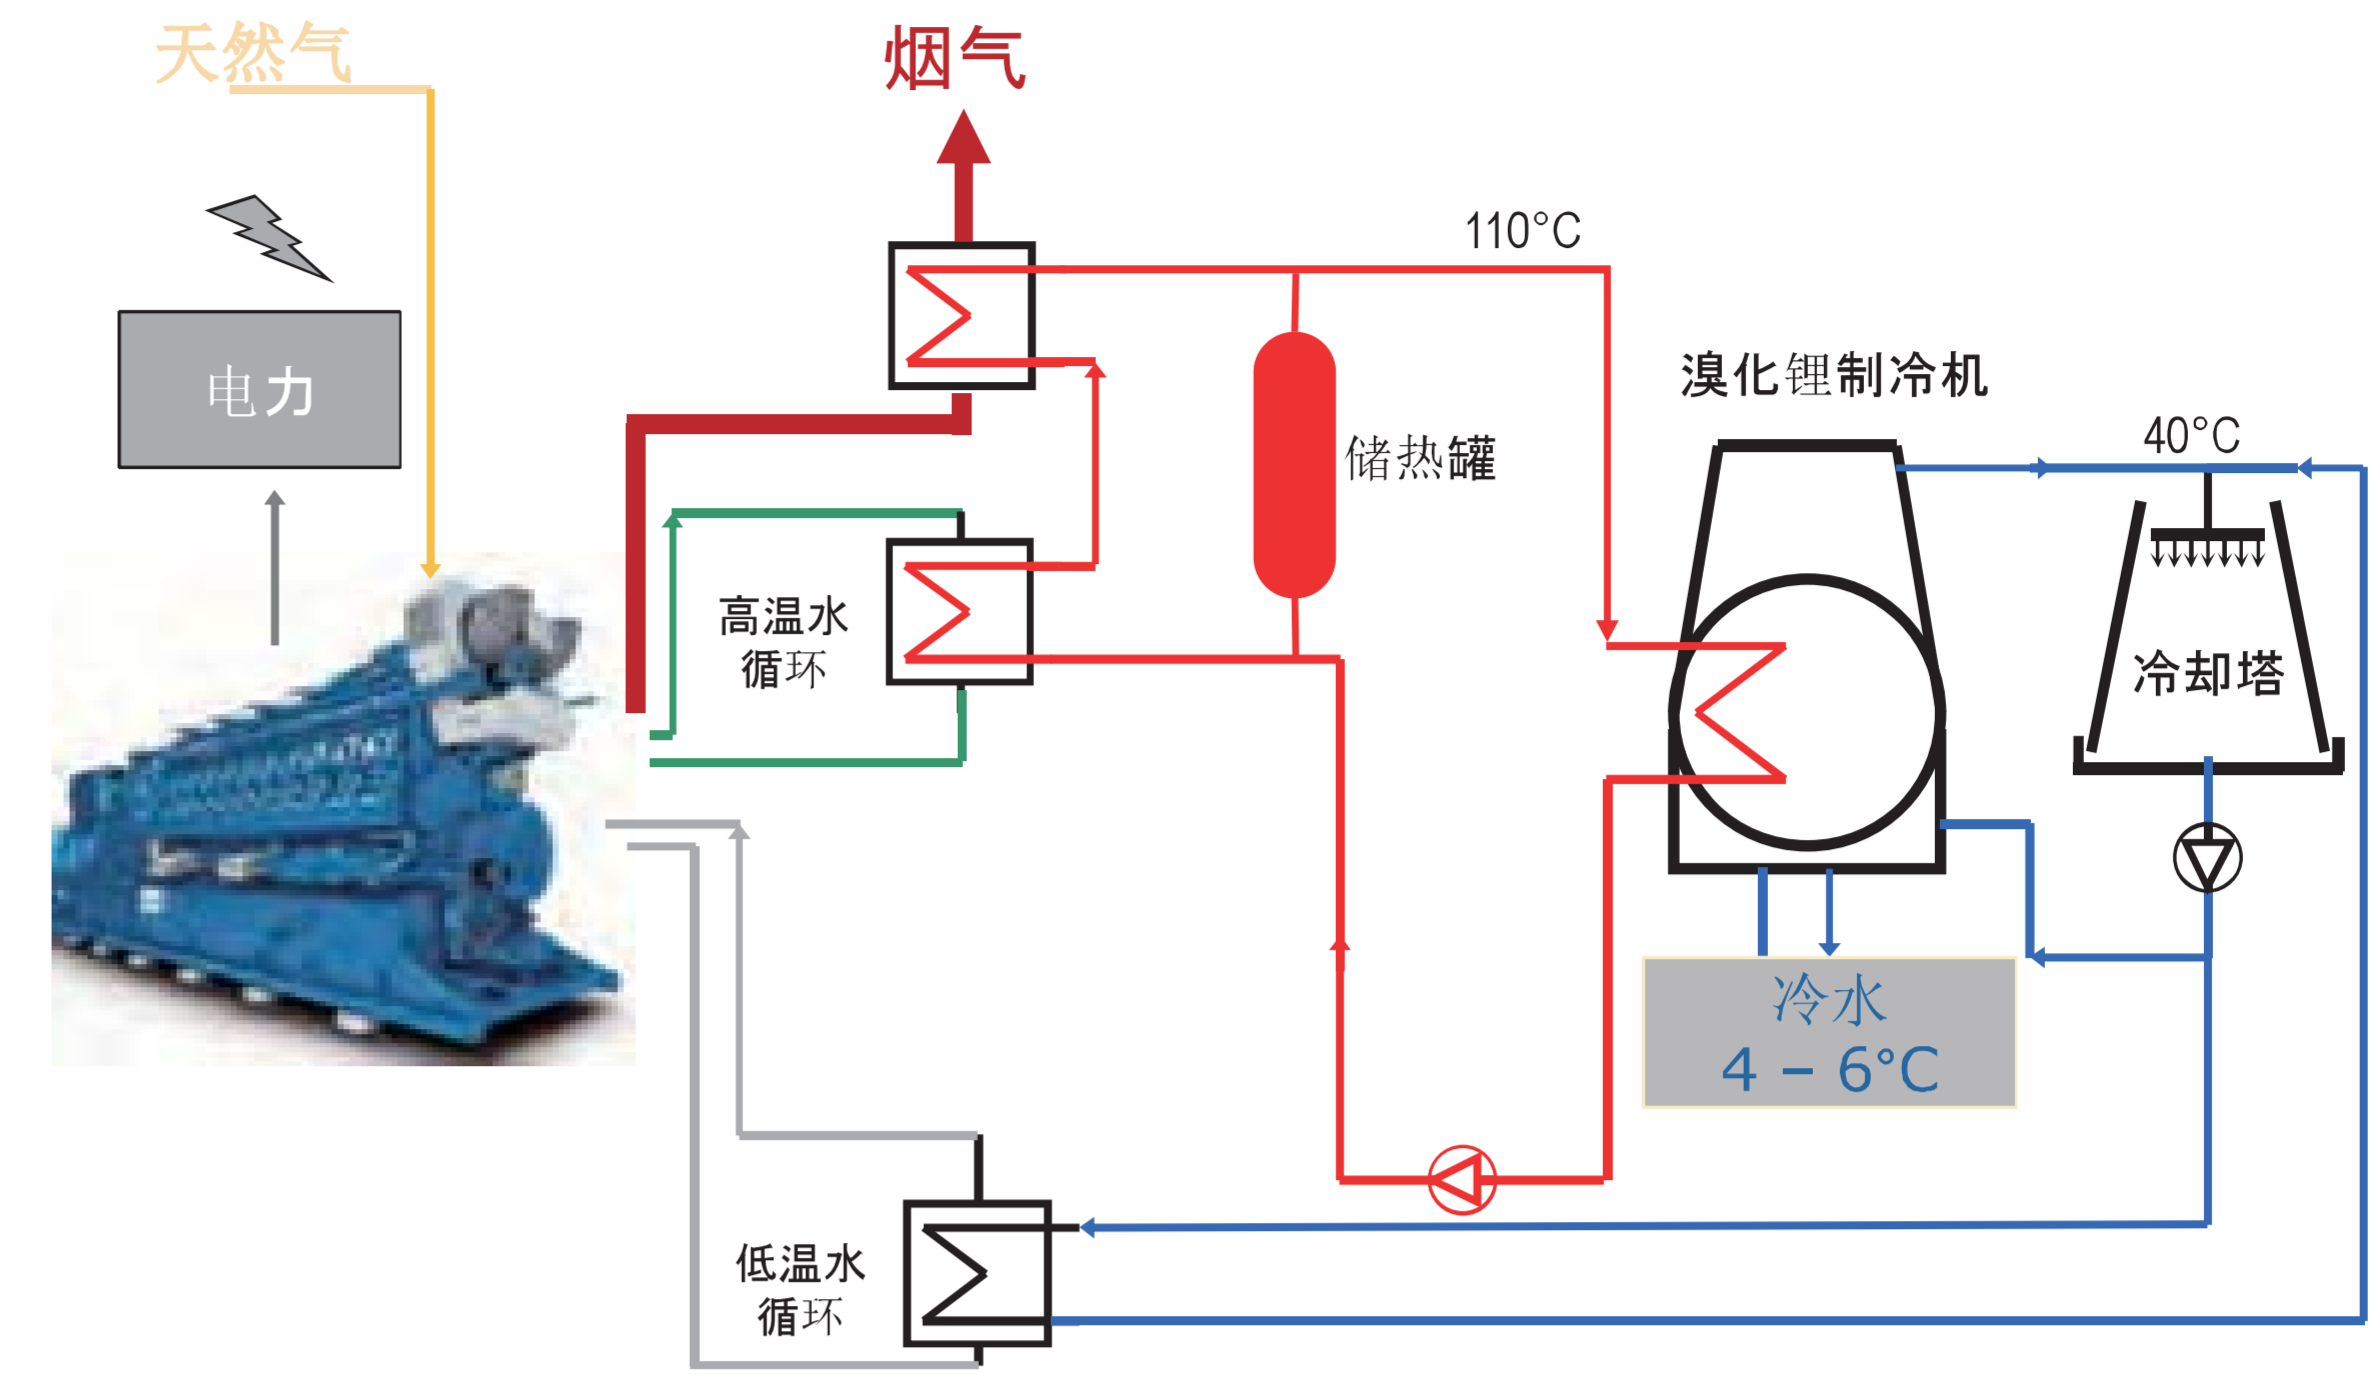 天然气
烟气
110°C
电力
溴化锂制冷机
储热罐
40°C
高温水
循环
冷却塔
冷水
4 – 6°C
低温水
循环